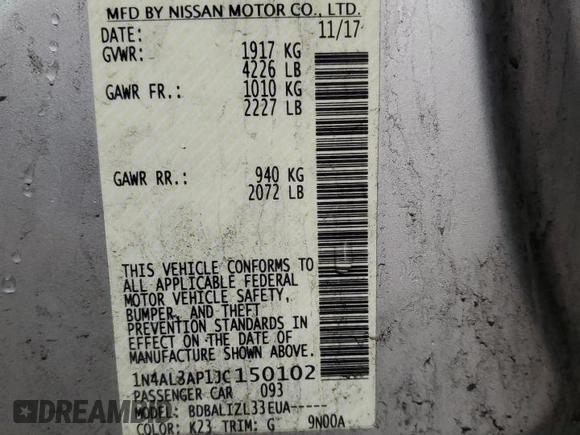 MFD BY NISSAN MOTOR CO., LTD.
DATE: 11/17
GVWR: 1917 KG
4226 LB
GAWR FR.: 1010 KG
2227 LB
GAWR RR.: 940 KG
2072 LB
THIS VEHICLE CONFORMS TO
ALL APPLICABLE FEDERAL
MOTOR VEHICLE SAFETY,
BUMPER, AND THEFT
PREVENTION STANDARDS IN
EFFECT ON THE DATE OF
MANUFACTURE SHOWN ABOVE.
1N4AL3AP1JC150102
PASSENGER CAR 093
MODEL: BDBALIZL33EUA-----
COLOR: K23 TRIM: G 9N00A
RIDESAFELY.COM